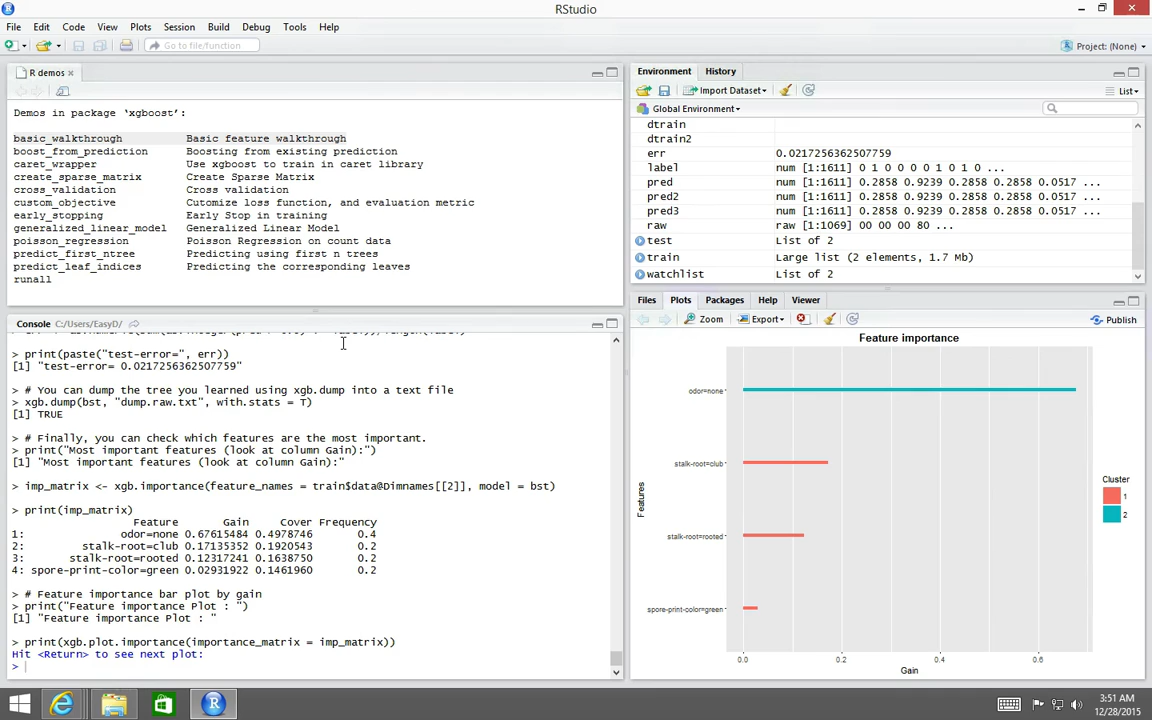 RStudio
File Edit Code View Plots Session Build Debug Tools Help
Go to file/function
Project: (None)
R demos
Demos in package ‘xgboost’:
basic_walkthrough Basic feature walkthrough
boost_from_prediction Boosting from existing prediction
caret_wrapper Use xgboost to train in caret library
create_sparse_matrix Create Sparse Matrix
cross_validation Cross validation
custom_objective Cutomize loss function, and evaluation metric
early_stopping Early Stop in training
generalized_linear_model Generalized Linear Model
poisson_regression Poisson Regression on count data
predict_first_ntree Predicting using first n trees
predict_leaf_indices Predicting the corresponding leaves
runall
Console C:/Users/EasyD/
> print(paste("test-error=", err))
[1] "test-error= 0.0217256362507759"
> # You can dump the tree you learned using xgb.dump into a text file
> xgb.dump(bst, "dump.raw.txt", with.stats = T)
[1] TRUE
> # Finally, you can check which features are the most important.
> print("Most important features (look at column Gain):")
[1] "Most important features (look at column Gain):"
> imp_matrix <- xgb.importance(feature_names = train$data@Dimnames[[2]], model = bst)
> print(imp_matrix)
Feature Gain Cover Frequency
1: odor=none 0.67615484 0.4978746 0.4
2: stalk-root=club 0.17135352 0.1920543 0.2
3: stalk-root=rooted 0.12317241 0.1638750 0.2
4: spore-print-color=green 0.02931922 0.1461960 0.2
> # Feature importance bar plot by gain
> print("Feature importance Plot : ")
[1] "Feature importance Plot : "
> print(xgb.plot.importance(importance_matrix = imp_matrix))
Hit <Return> to see next plot:
>
Environment History
Import Dataset List
Global Environment
dtrain
dtrain2
err 0.0217256362507759
label num [1:1611] 0 1 0 0 0 0 1 0 1 0 ...
pred num [1:1611] 0.2858 0.9239 0.2858 0.2858 0.0517 ...
pred2 num [1:1611] 0.2858 0.9239 0.2858 0.2858 0.0517 ...
pred3 num [1:1611] 0.2858 0.9239 0.2858 0.2858 0.0517 ...
raw raw [1:1069] 00 00 00 80 ...
test List of 2
train Large list (2 elements, 1.7 Mb)
watchlist List of 2
Files Plots Packages Help Viewer
Zoom Export Publish
Feature importance
odor=none
stalk-root=club
stalk-root=rooted
spore-print-color=green
Features
0.0 0.2 0.4 0.6
Gain
Cluster
1
2
3:51 AM
12/28/2015